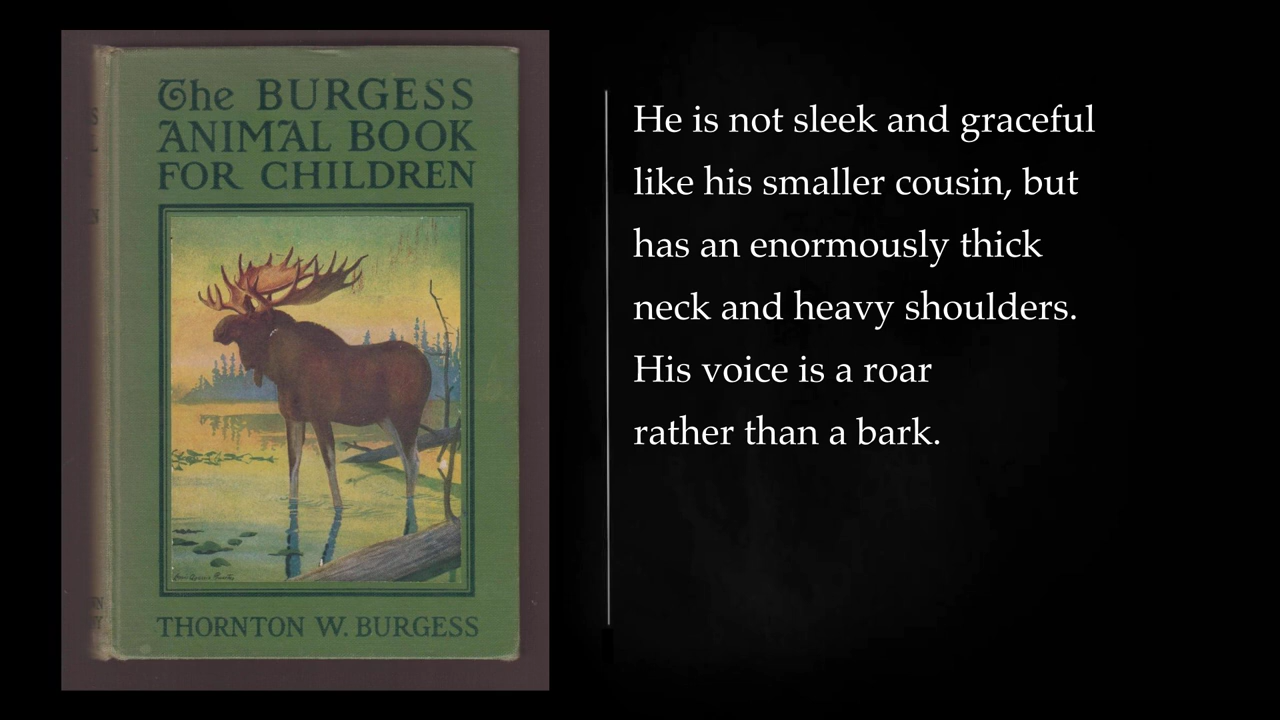 The BURGESS
ANIMAL BOOK
FOR CHILDREN
THORNTON W. BURGESS
He is not sleek and graceful
like his smaller cousin, but
has an enormously thick
neck and heavy shoulders.
His voice is a roar
rather than a bark.